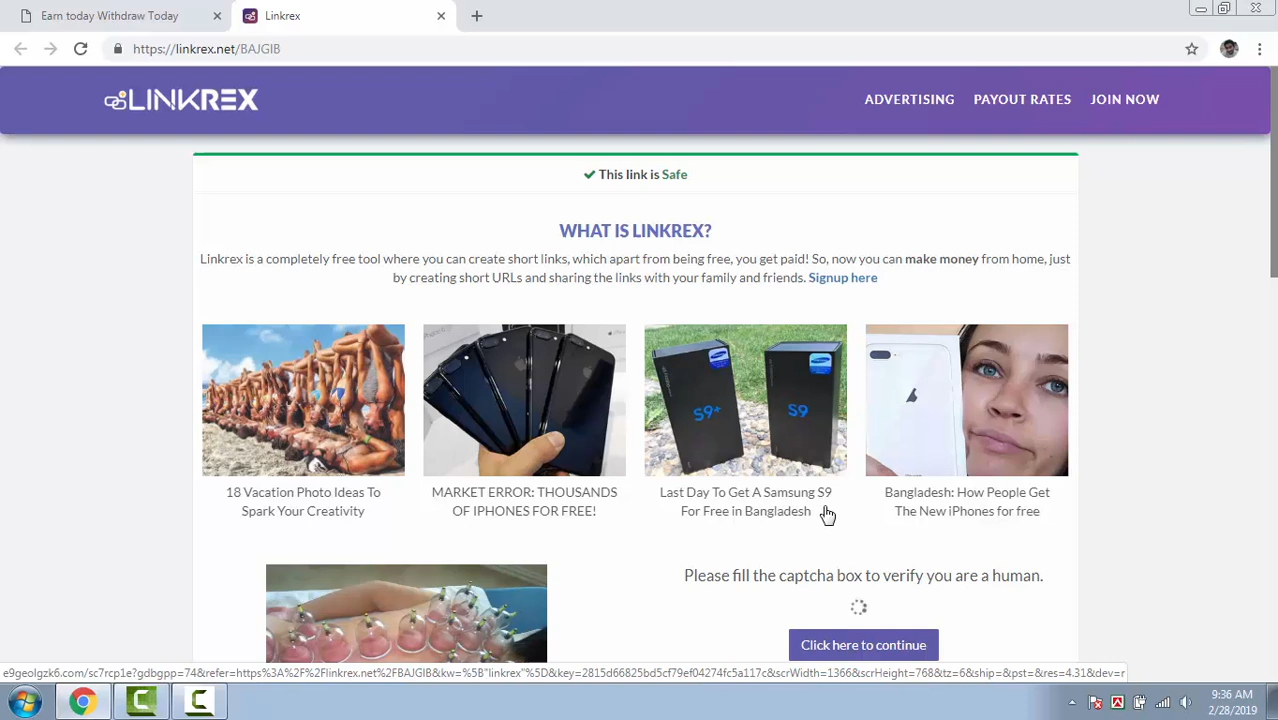 Earn today Withdraw Today
Linkrex
https://linkrex.net/BAJGIB
LINKREX
ADVERTISING PAYOUT RATES JOIN NOW
This link is Safe
WHAT IS LINKREX?
Linkrex is a completely free tool where you can create short links, which apart from being free, you get paid! So, now you can make money from home, just
by creating short URLs and sharing the links with your family and friends. Signup here
S9+
S9
18 Vacation Photo Ideas To
Spark Your Creativity
MARKET ERROR: THOUSANDS
OF IPHONES FOR FREE!
Last Day To Get A Samsung S9
For Free in Bangladesh
Bangladesh: How People Get
The New iPhones for free
Please fill the captcha box to verify you are a human.
Click here to continue
e9geolgzk6.com/sc7rcp1e?gdbgpp=74&refer=https%3A%2F%2Flinkrex.net%2FBAJGIB&kw=%5B"linkrex"%5D&key=2815d66825bd5cf79ef04274fc5a117c&scrWidth=1366&scrHeight=768&tz=6&ship=&pst=&res=4.31&dev=r
9:36 AM
2/28/2019